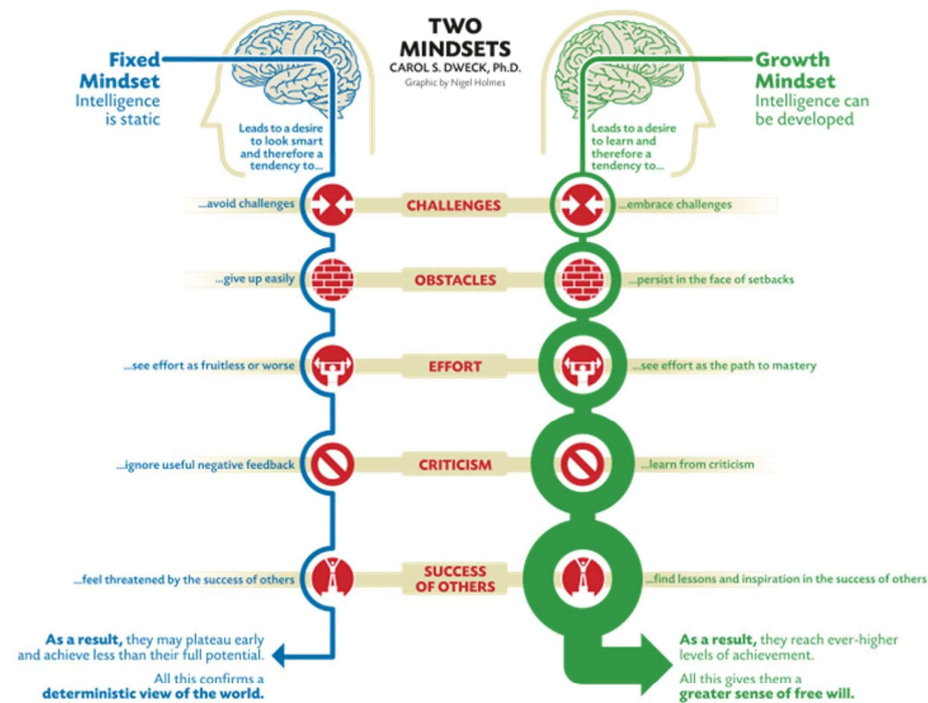 TWO
MINDSETS
CAROL S. DWECK, Ph.D.
Graphic by Nigel Holmes
Fixed
Mindset
Intelligence
is static
Growth
Mindset
Intelligence can
be developed
Leads to a desire
to look smart
and therefore a
tendency to...
Leads to a desire
to learn and
therefore a
tendency to...
...avoid challenges
CHALLENGES
...embrace challenges
...give up easily
OBSTACLES
...persist in the face of setbacks
...see effort as fruitless or worse
EFFORT
...see effort as the path to mastery
...ignore useful negative feedback
CRITICISM
...learn from criticism
...feel threatened by the success of others
SUCCESS
OF OTHERS
...find lessons and inspiration in the success of others
As a result, they may plateau early
and achieve less than their full potential.
All this confirms a
deterministic view of the world.
As a result, they reach ever-higher
levels of achievement.
All this gives them a
greater sense of free will.